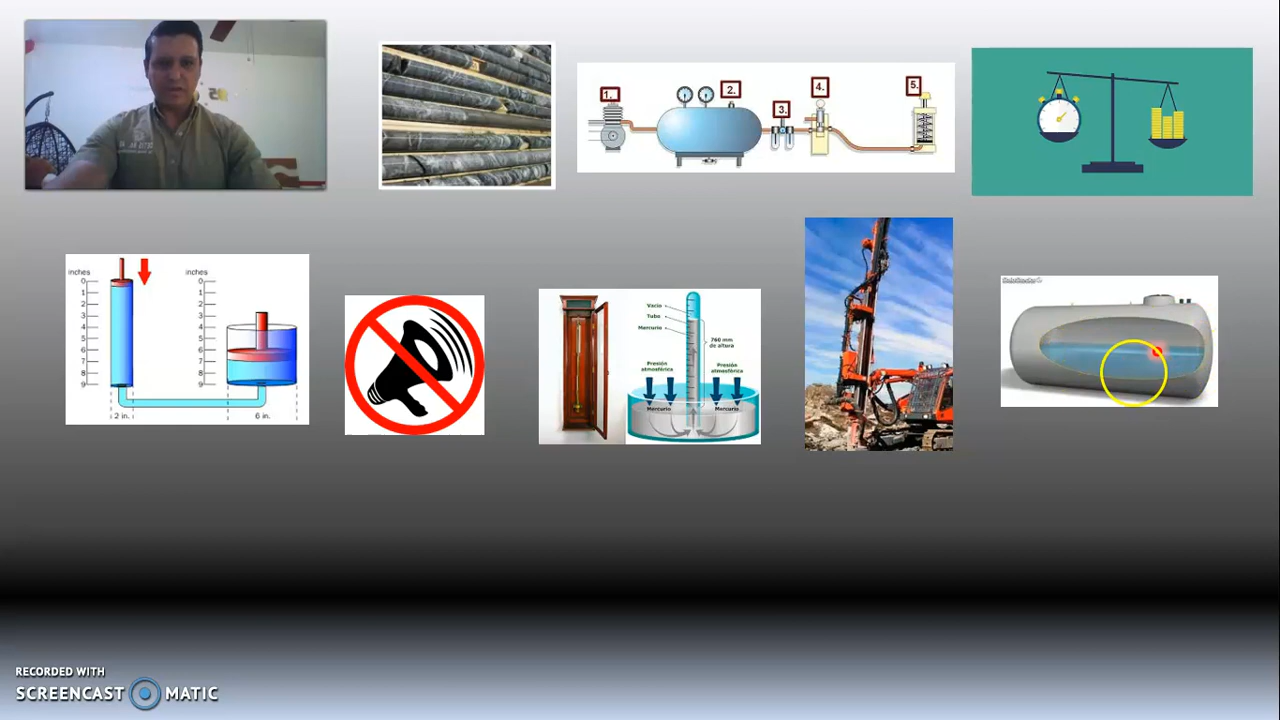 1.
2.
3.
4.
5.
inches
0
1
2
3
4
5
6
7
8
9
2 in.
inches
0
1
2
3
4
5
6
7
8
9
6 in.
Vacío
Tubo
Mercurio
760 mm
de altura
Presión
atmosférica
Presión
atmosférica
Mercurio
Mercurio
RECORDED WITH
SCREENCAST MATIC